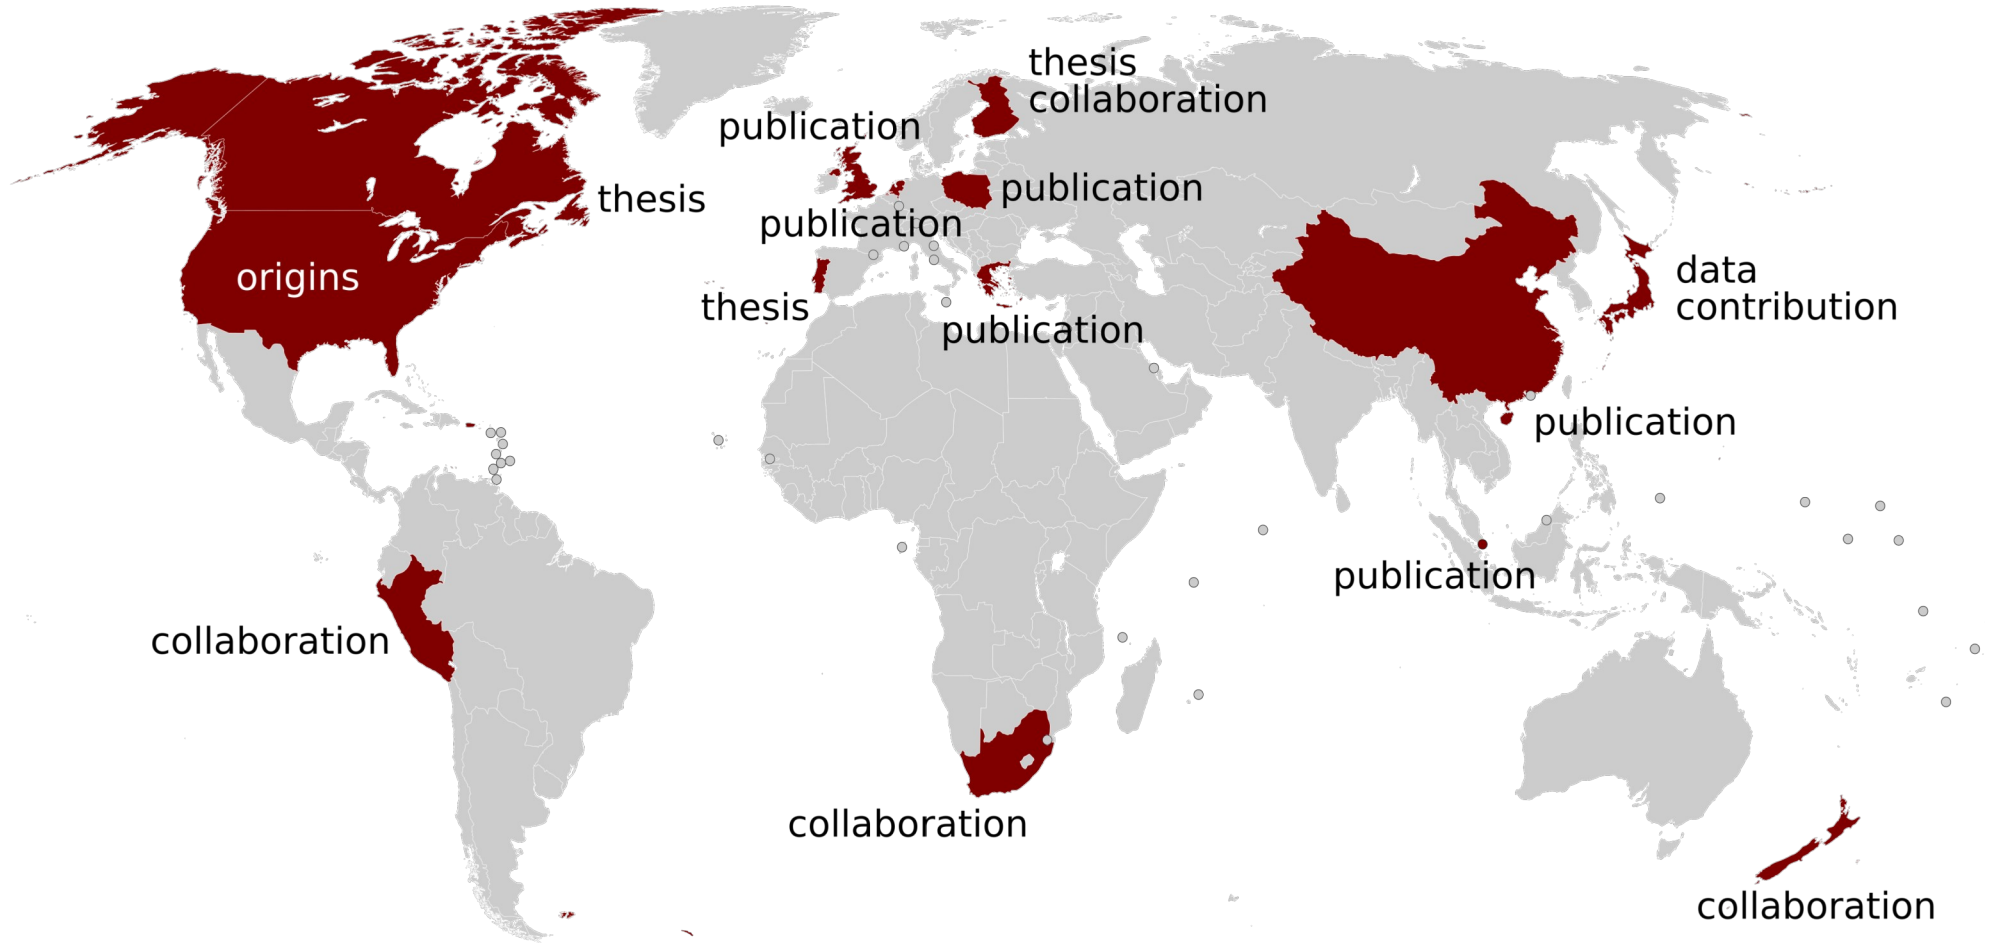 thesis
collaboration
publication
publication
thesis
publication
origins
data
contribution
thesis
publication
publication
publication
collaboration
collaboration
collaboration